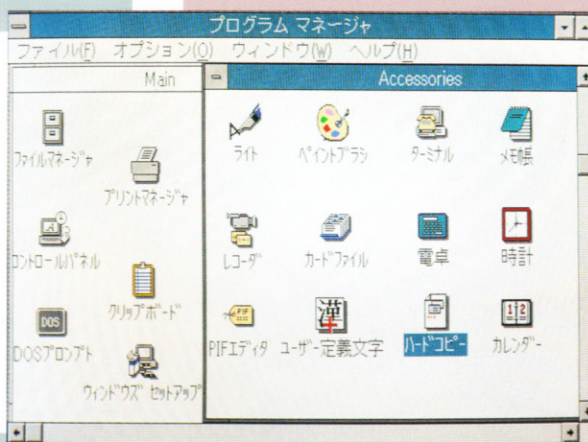 プログラム マネージャ
ファイル(F) オプション(O) ウィンドウ(W) ヘルプ(H)
Main
ファイルマネージャ
プリントマネージャ
コントロールパネル
クリップボード
DOS
DOSプロンプト
ウィンドウズ セットアップ
Accessories
ライト
ペイントブラシ
ターミナル
メモ帳
レコーダ
カードファイル
電卓
時計
PIF
漢
12
PIFエディタ
ユーザー定義文字
ハードコピー
カレンダー